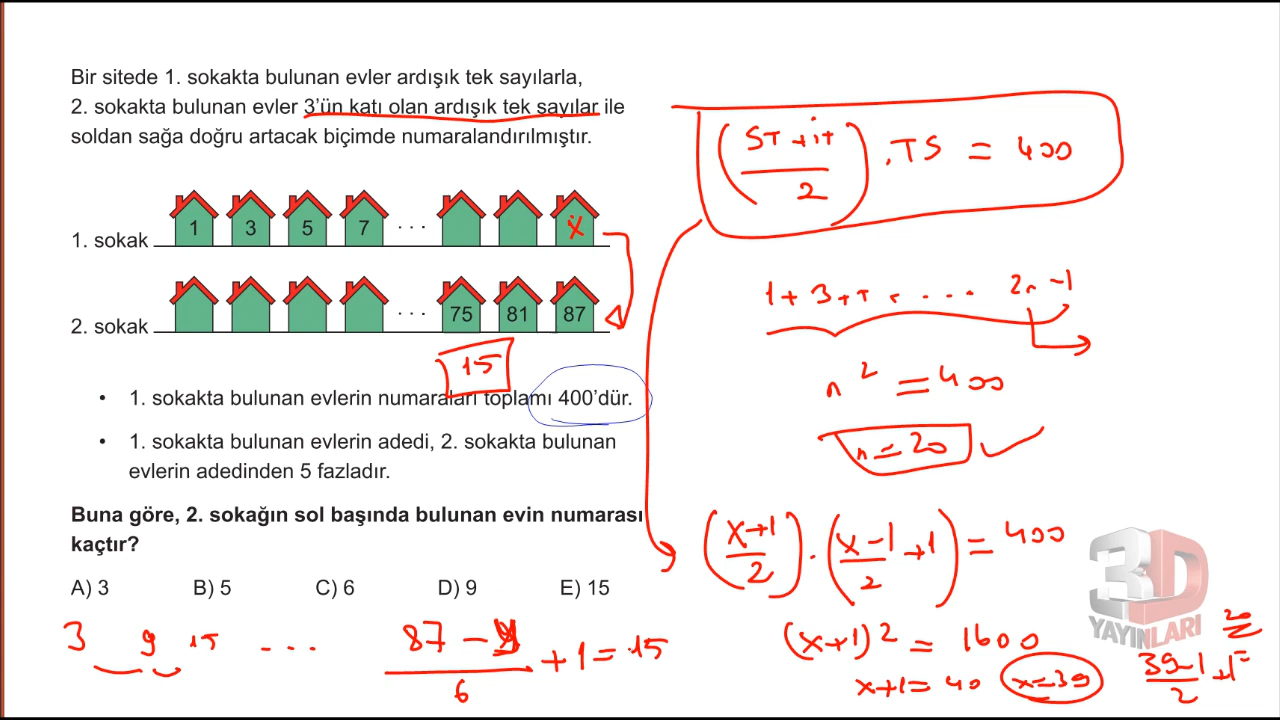 Bir sitede 1. sokakta bulunan evler ardışık tek sayılarla,
2. sokakta bulunan evler 3'ün katı olan ardışık tek sayılar ile
soldan sağa doğru artacak biçimde numaralandırılmıştır.
1. sokak 1 3 5 7 ... x
2. sokak ... 75 81 87
15
• 1. sokakta bulunan evlerin numaraları toplamı 400'dür.
• 1. sokakta bulunan evlerin adedi, 2. sokakta bulunan
evlerin adedinden 5 fazladır.
Buna göre, 2. sokağın sol başında bulunan evin numarası
kaçtır?
A) 3 B) 5 C) 6 D) 9 E) 15
3 9 15 ...
87 -
6
+ 1 = 15
(ST + iT / 2) . TS = 400
1 + 3 + ... 2n - 1
n² = 400
n = 20
(x+1 / 2) . (x-1 / 2 + 1) = 400
(x+1)² = 1600
x+1 = 40 x=39
39-1 / 2 + 1 =
20
3D
YAYINLARI